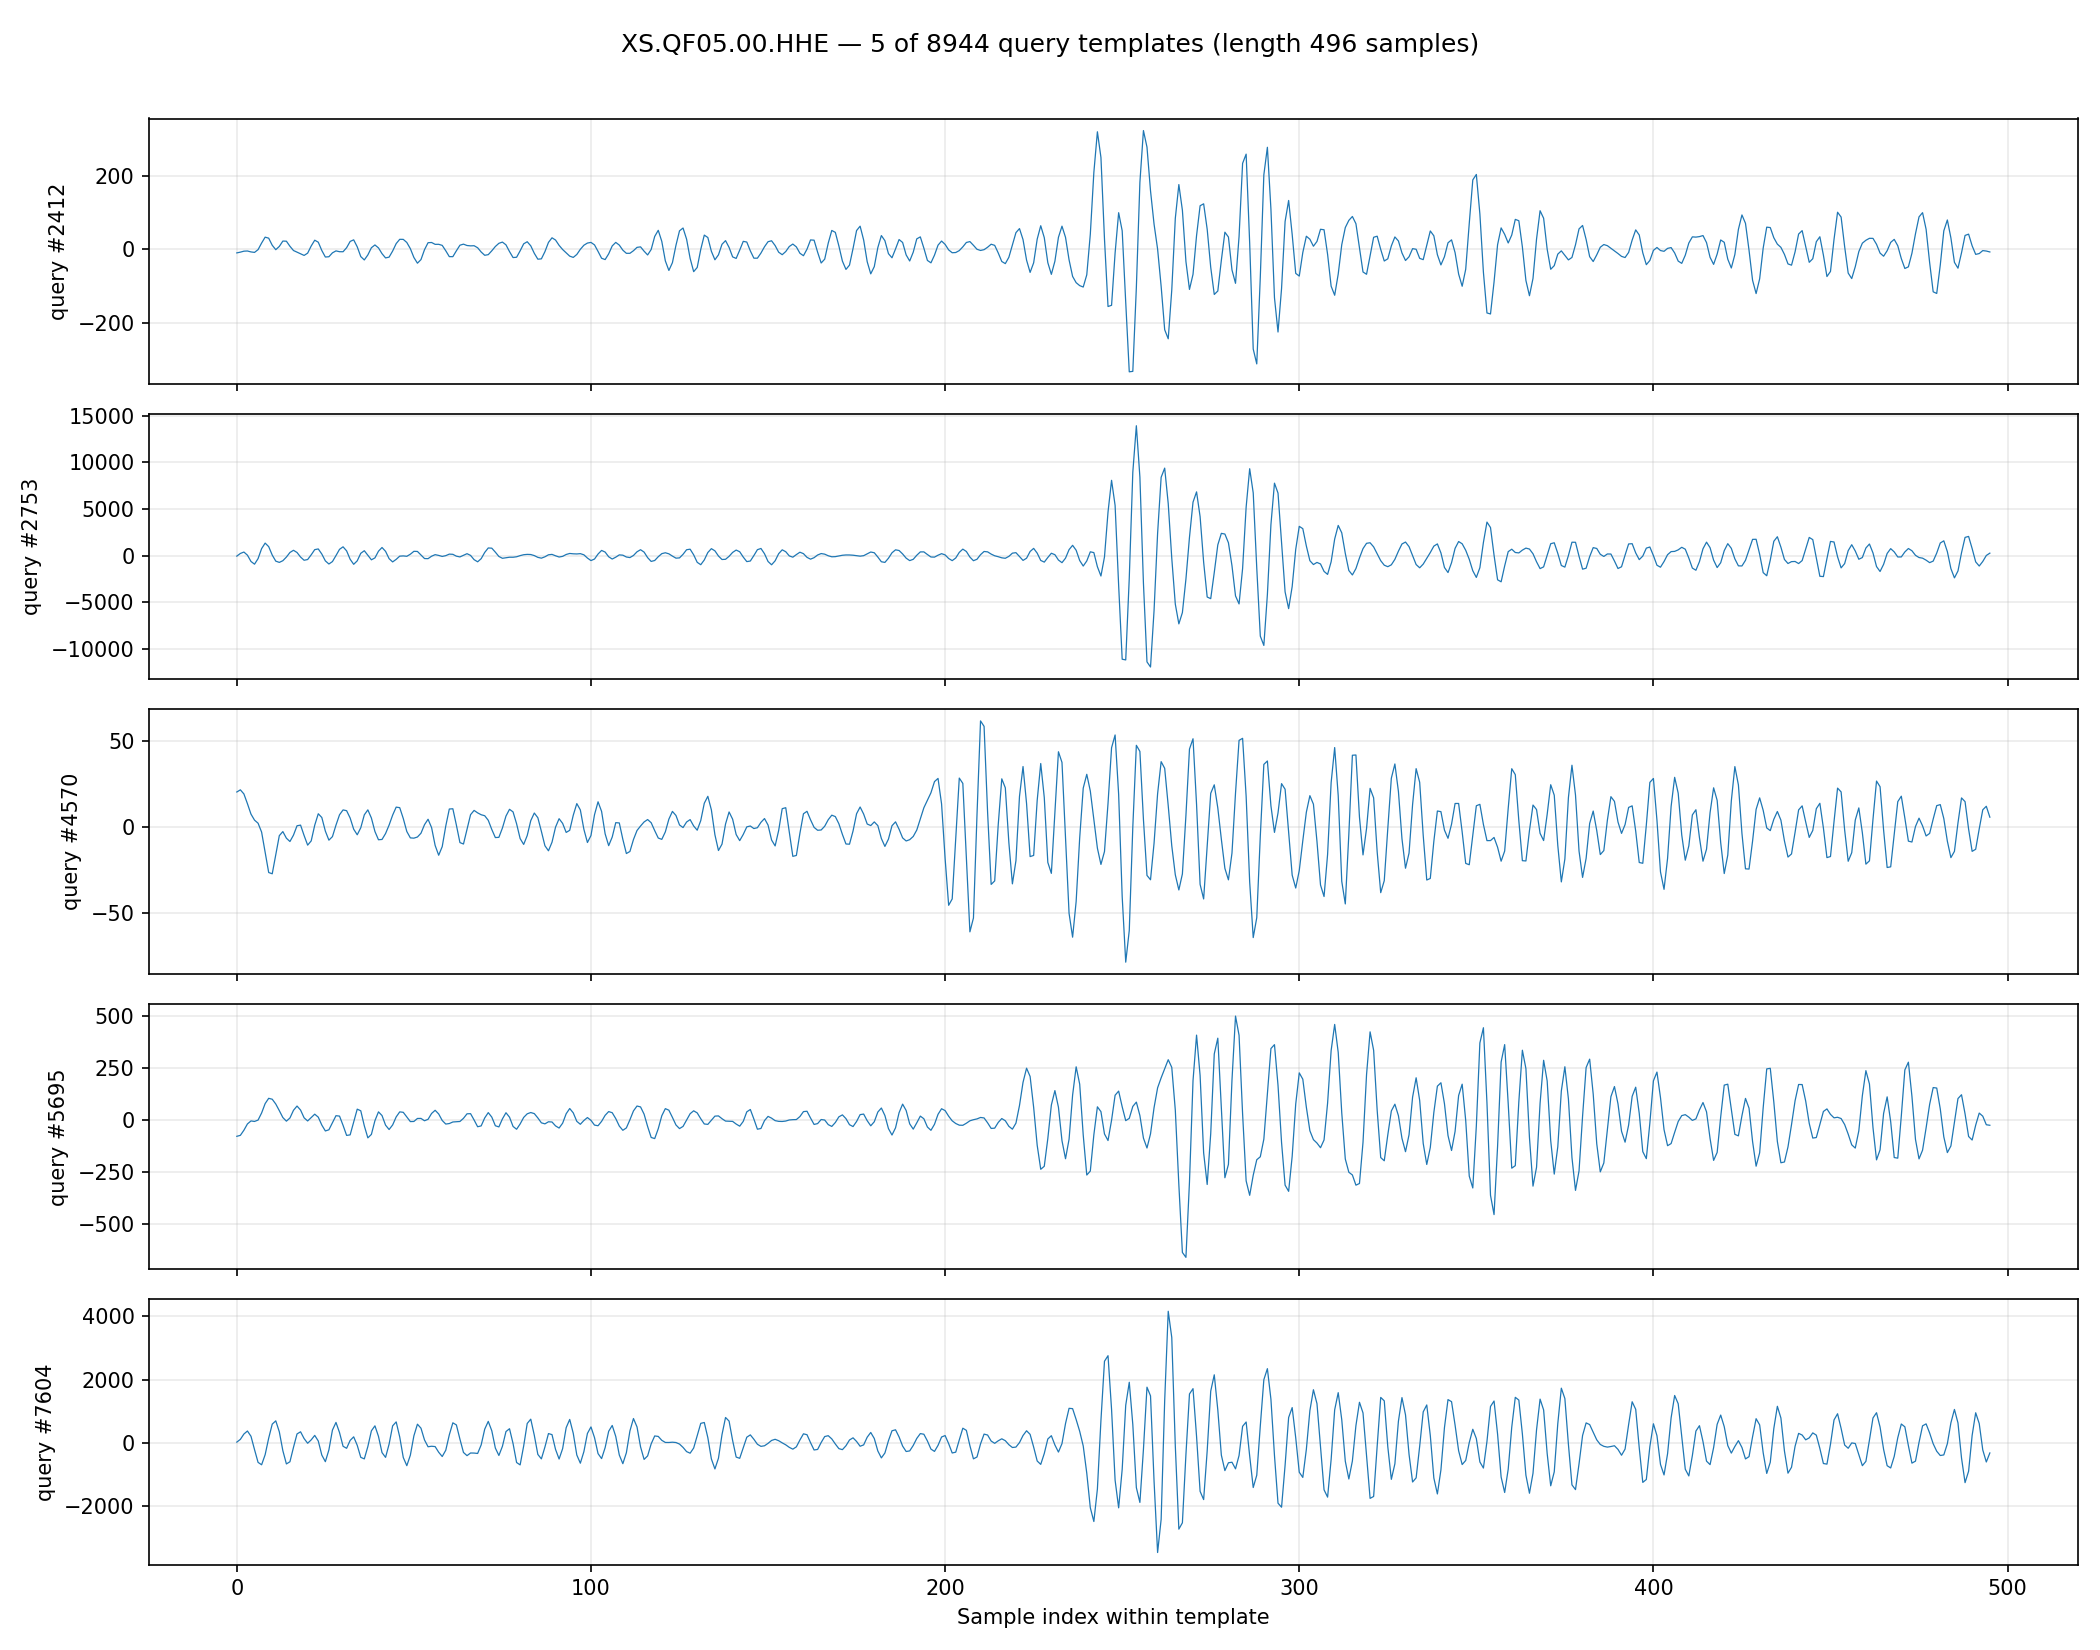 XS.QF05.00.HHE — 5 of 8944 query templates (length 496 samples)
query #2412
200
0
−200
query #2753
15000
10000
5000
0
−5000
−10000
query #4570
50
0
−50
query #5695
500
250
0
−250
−500
query #7604
4000
2000
0
−2000
0 100 200 300 400 500
Sample index within template